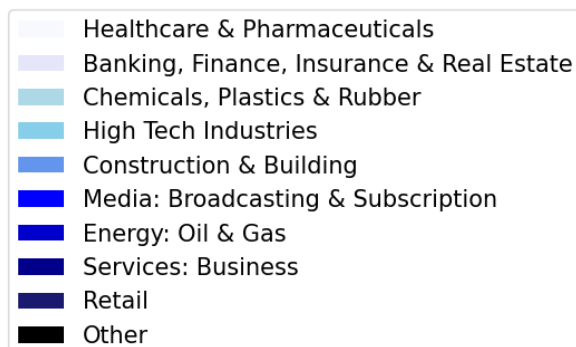 Healthcare & Pharmaceuticals
Banking, Finance, Insurance & Real Estate
Chemicals, Plastics & Rubber
High Tech Industries
Construction & Building
Media: Broadcasting & Subscription
Energy: Oil & Gas
Services: Business
Retail
Other